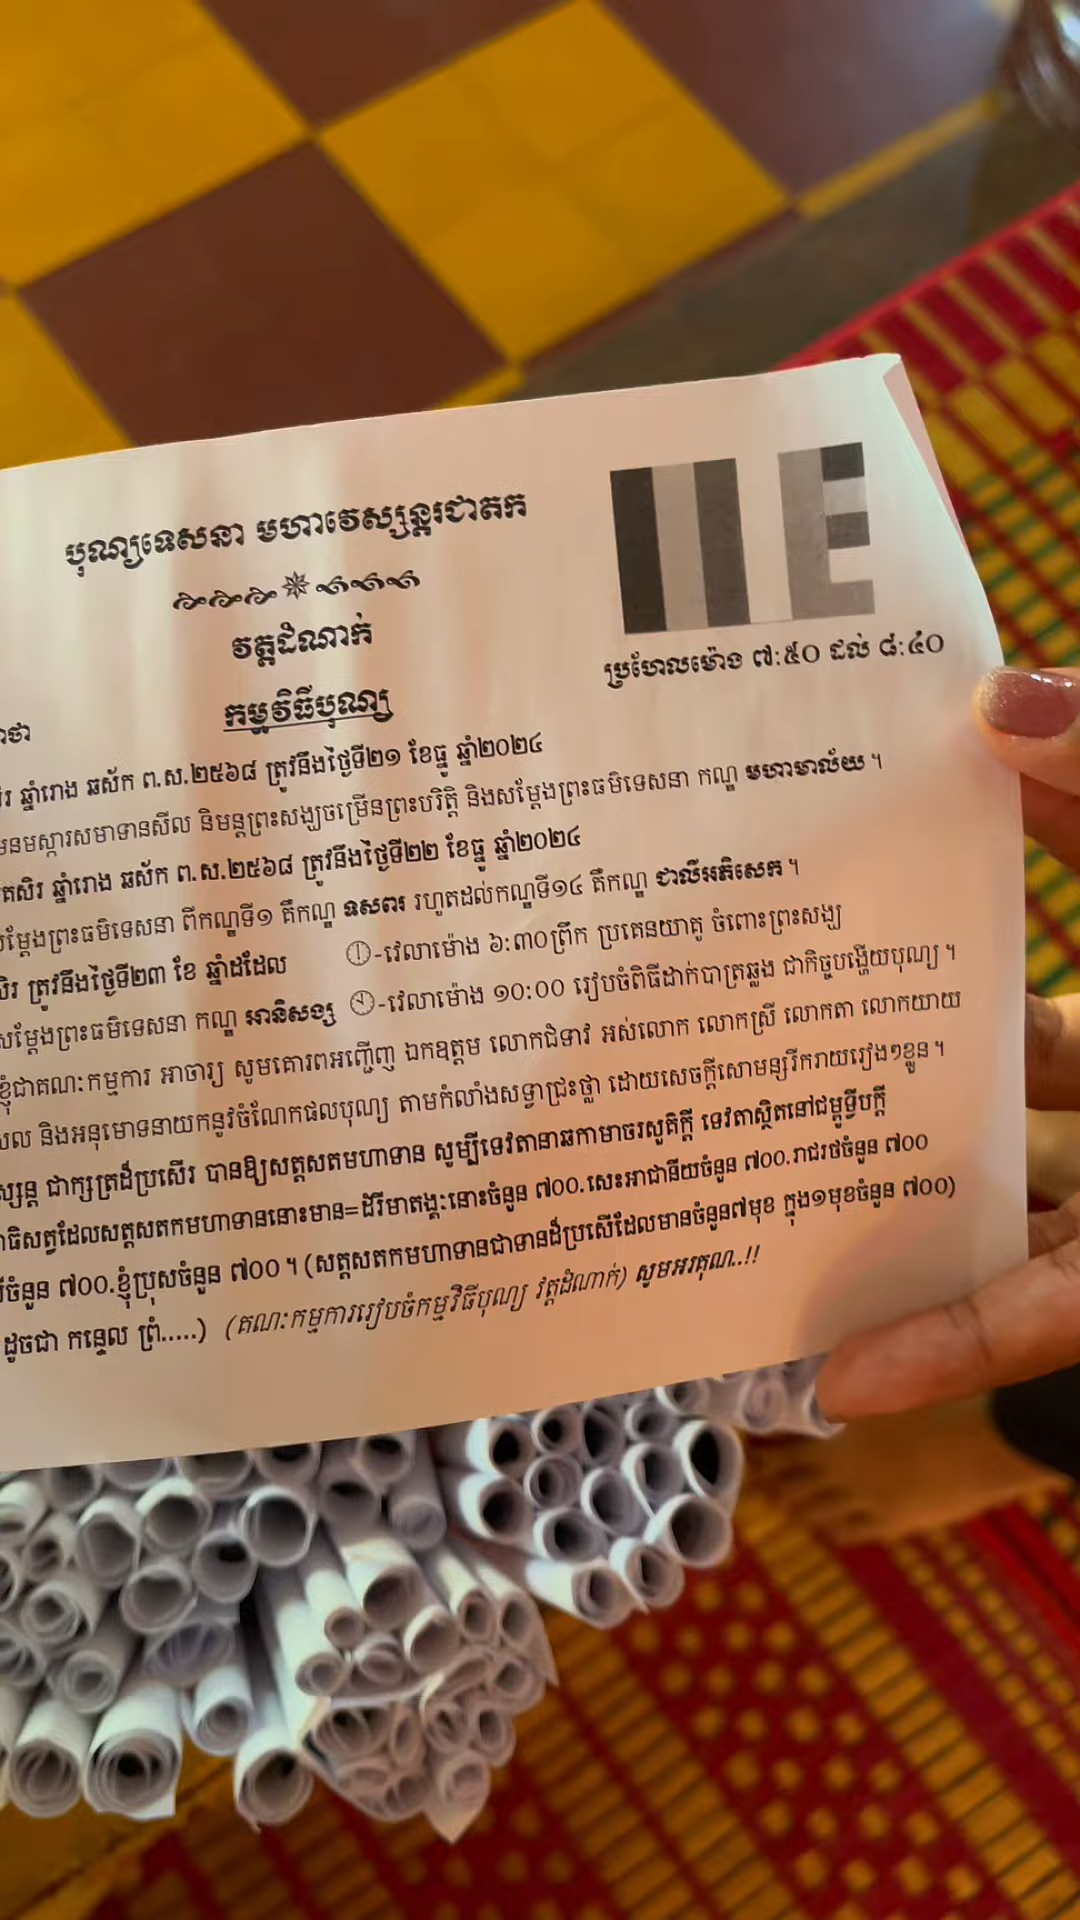 បុណ្យទេសនា មហាវេស្សន្តរជាតក
វត្តដំណាក់
កម្មវិធីបុណ្យ
ប្រហែលម៉ោង ៧:៥០ ដល់ ៨:៤០
ឆ្នាំរោង ឆស័ក ព.ស.២៥៦៨ ត្រូវនឹងថ្ងៃទី២១ ខែធ្នូ ឆ្នាំ២០២៤
នមស្ការសមាទានសីល និមន្តព្រះសង្ឃចម្រើនព្រះបរិត្តិ និងសម្តែងព្រះធម៌ទេសនា កណ្ឌ មហាមាល័យ ។
គសិរ ឆ្នាំរោង ឆស័ក ព.ស.២៥៦៨ ត្រូវនឹងថ្ងៃទី២២ ខែធ្នូ ឆ្នាំ២០២៤
សម្តែងព្រះធម៌ទេសនា ពីកណ្ឌទី១ គឺកណ្ឌ ទសពរ រហូតដល់កណ្ឌទី១៤ គឺកណ្ឌ ជាលីអភិសេក ។
សិរ ត្រូវនឹងថ្ងៃទី២៣ ខែ ឆ្នាំដដែល -វេលាម៉ោង ៦:៣០ព្រឹក ប្រគេនយាគូ ចំពោះព្រះសង្ឃ
សម្តែងព្រះធម៌ទេសនា កណ្ឌ អានិសង្ស -វេលាម៉ោង ១០:០០ រៀបចំពិធីដាក់បាត្រឆ្លង ជាកិច្ចបង្ហើយបុណ្យ ។
ខ្ញុំជាគណៈកម្មការ អាចារ្យ សូមគោរពអញ្ជើញ ឯកឧត្តម លោកជំទាវ អស់លោក លោកស្រី លោកតា លោកយាយ
និងអនុមោទនាយកនូវចំណែកផលបុណ្យ តាមកំលាំងសទ្ធាជ្រះថ្លា ដោយសេចក្តីសោមនស្សរីករាយរៀងៗខ្លួន ។
ជាក្សត្រដ៏ប្រសើរ បានឱ្យសត្តសតមហាទាន សូម្បីទេវតានាឆកាមាចរសួគ៌ក្តី ទេវតាស្ថិតនៅជម្ពូទ្វីបក្តី
ធិសត្វដែលសត្តសតកមហាទាននោះមាន=ដំរីមាតង្គៈនោះចំនួន ៧០០.សេះអាជានីយចំនួន ៧០០.រាជរថចំនួន ៧០០
ចំនួន ៧០០.ខ្ញុំប្រុសចំនួន ៧០០ ។ (សត្តសតកមហាទានជាទានដ៏ប្រសើដែលមានចំនួន៧មុខ ក្នុង១មុខចំនួន ៧០០)
ដូចជា កន្ទេល ព្រំ.....) (គណៈកម្មការរៀបចំកម្មវិធីបុណ្យ វត្តដំណាក់) សូមអរគុណ..!!